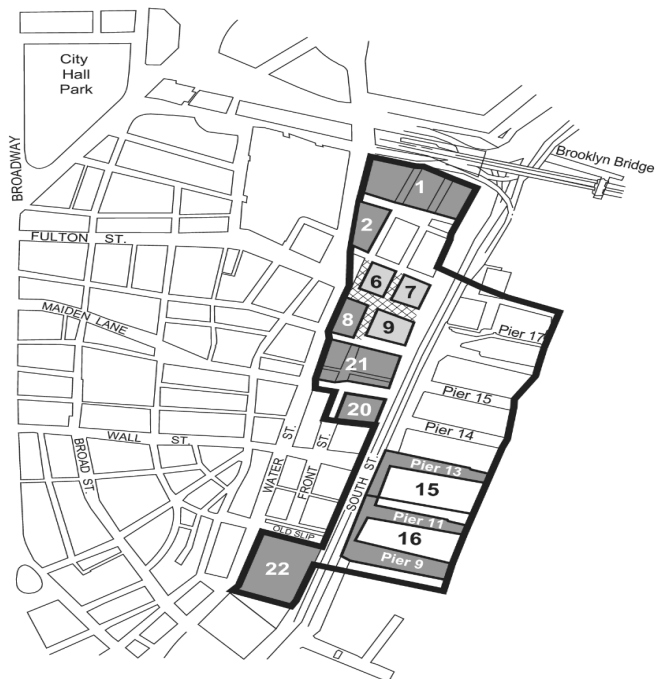 City
Hall
Park
BROADWAY
Brooklyn Bridge
1
2
FULTON ST.
6
7
MAIDEN LANE
8
9
Pier 17
21
Pier 15
20
Pier 14
WALL ST.
BROAD ST.
WATER ST.
FRONT ST.
SOUTH ST.
Pier 13
15
Pier 11
16
OLD SLIP
Pier 9
22